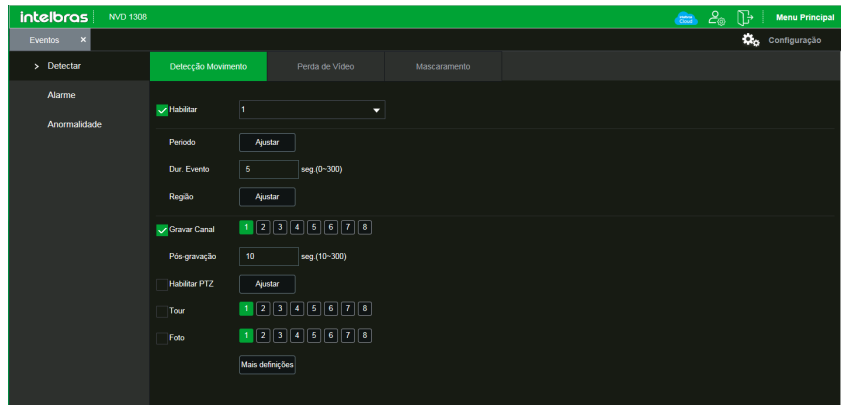 intelbras NVD 1308 Intelbras Cloud Menu Principal
Eventos × Configuração
> Detectar Detecção Movimento Perda de Vídeo Mascaramento
Alarme
Habilitar 1
Anormalidade
Periodo Ajustar
Dur. Evento 5 seg.(0~300)
Região Ajustar
Gravar Canal 1 2 3 4 5 6 7 8
Pós-gravação 10 seg.(10~300)
Habilitar PTZ Ajustar
Tour 1 2 3 4 5 6 7 8
Foto 1 2 3 4 5 6 7 8
Mais definições